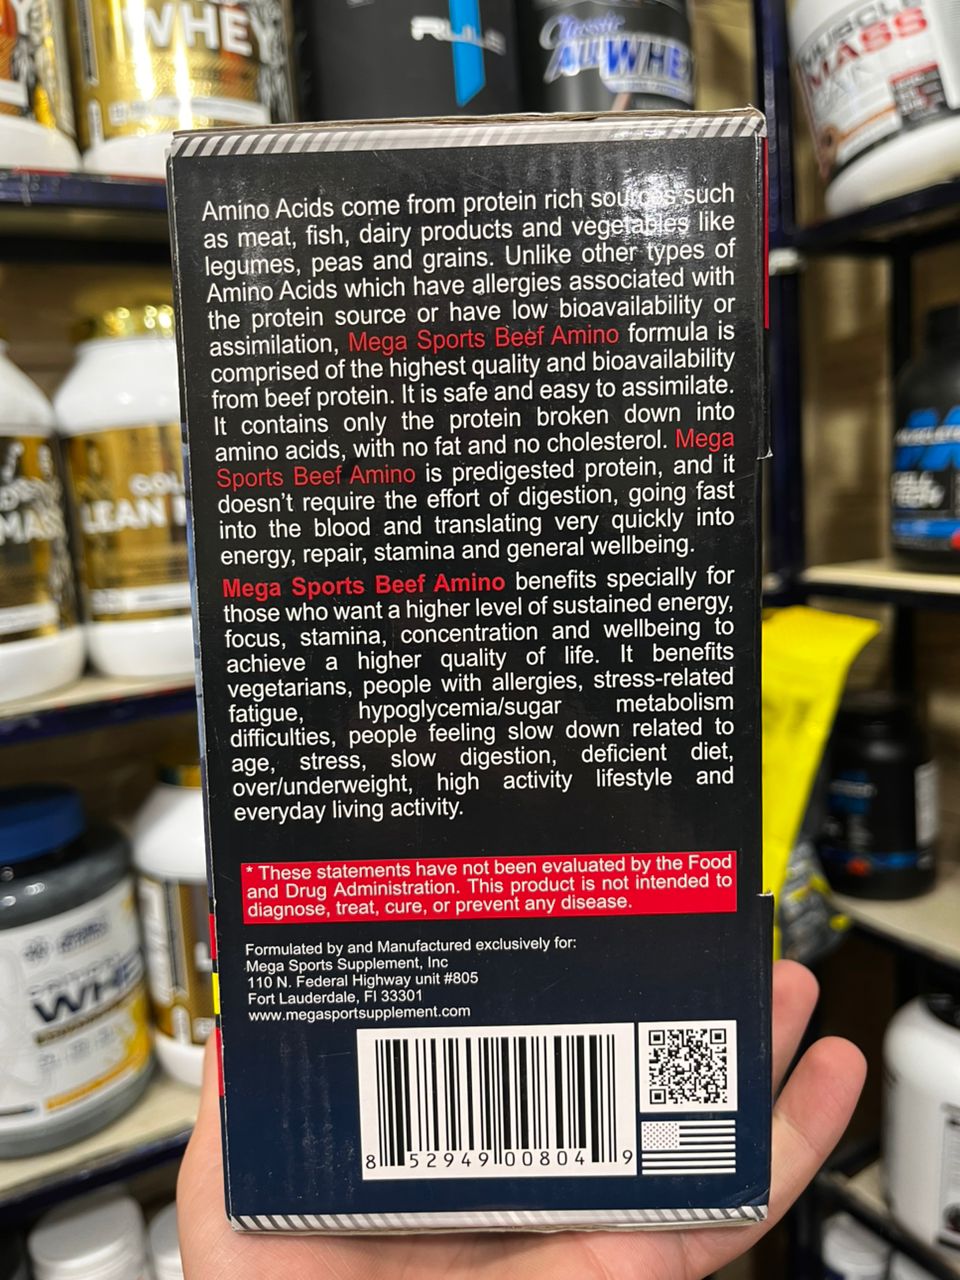 WHEY
RULE
Classic
ALL WHEY
MUSCLE
MASS
Amino Acids come from protein rich sources such
as meat, fish, dairy products and vegetables like
legumes, peas and grains. Unlike other types of
Amino Acids which have allergies associated with
the protein source or have low bioavailability or
assimilation, Mega Sports Beef Amino formula is
comprised of the highest quality and bioavailability
from beef protein. It is safe and easy to assimilate.
It contains only the protein broken down into
amino acids, with no fat and no cholesterol. Mega
Sports Beef Amino is predigested protein, and it
doesn't require the effort of digestion, going fast
into the blood and translating very quickly into
energy, repair, stamina and general wellbeing.
Mega Sports Beef Amino benefits specially for
those who want a higher level of sustained energy,
focus, stamina, concentration and wellbeing to
achieve a higher quality of life. It benefits
vegetarians, people with allergies, stress-related
fatigue, hypoglycemia/sugar metabolism
difficulties, people feeling slow down related to
age, stress, slow digestion, deficient diet,
over/underweight, high activity lifestyle and
everyday living activity.
* These statements have not been evaluated by the Food
and Drug Administration. This product is not intended to
diagnose, treat, cure, or prevent any disease.
Formulated by and Manufactured exclusively for:
Mega Sports Supplement, Inc
110 N. Federal Highway unit #805
Fort Lauderdale, Fl 33301
www.megasportsupplement.com
8 52949 00804 9
LEAN
WHEY